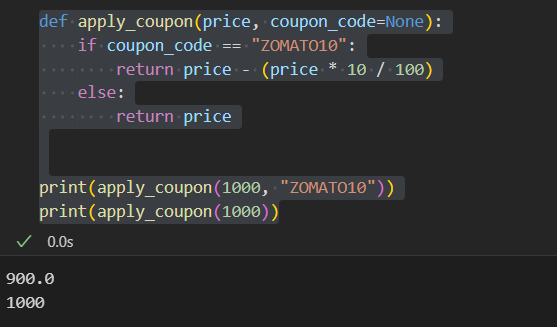 def apply_coupon(price, coupon_code=None):
    if coupon_code == "ZOMATO10":
        return price - (price * 10 / 100)
    else:
        return price
print(apply_coupon(1000, "ZOMATO10"))
print(apply_coupon(1000))
✓ 0.0s
900.0
1000